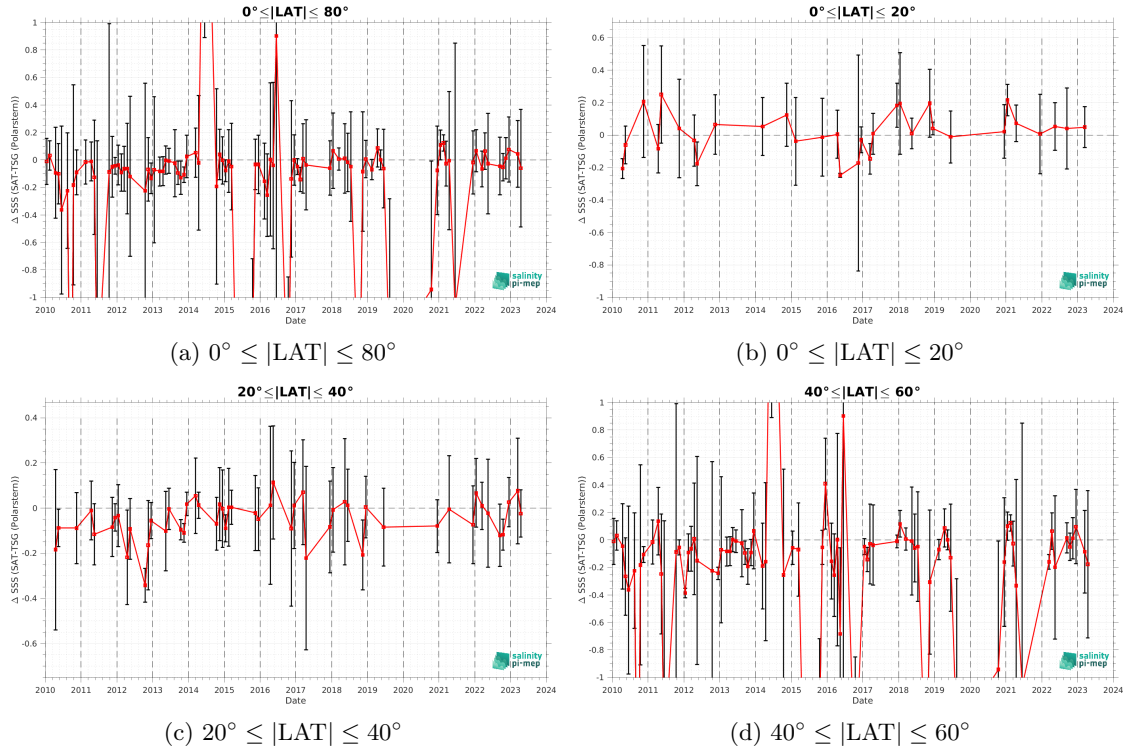 0°≤|LAT|≤ 80°
Δ SSS (SAT-TSG (Polarstern))
1
0.8
0.6
0.4
0.2
0
-0.2
-0.4
-0.6
-0.8
-1
2010 2011 2012 2013 2014 2015 2016 2017 2018 2019 2020 2021 2022 2023 2024
Date
salinity
pi-mep
(a) 0° ≤ |LAT| ≤ 80°
0°≤|LAT|≤ 20°
Δ SSS (SAT-TSG (Polarstern))
0.6
0.4
0.2
0
-0.2
-0.4
-0.6
-0.8
-1
2010 2011 2012 2013 2014 2015 2016 2017 2018 2019 2020 2021 2022 2023 2024
Date
salinity
pi-mep
(b) 0° ≤ |LAT| ≤ 20°
20°≤|LAT|≤ 40°
Δ SSS (SAT-TSG (Polarstern))
0.4
0.2
0
-0.2
-0.4
-0.6
2010 2011 2012 2013 2014 2015 2016 2017 2018 2019 2020 2021 2022 2023 2024
Date
salinity
pi-mep
(c) 20° ≤ |LAT| ≤ 40°
40°≤|LAT|≤ 60°
Δ SSS (SAT-TSG (Polarstern))
1
0.8
0.6
0.4
0.2
0
-0.2
-0.4
-0.6
-0.8
-1
2010 2011 2012 2013 2014 2015 2016 2017 2018 2019 2020 2021 2022 2023 2024
Date
salinity
pi-mep
(d) 40° ≤ |LAT| ≤ 60°